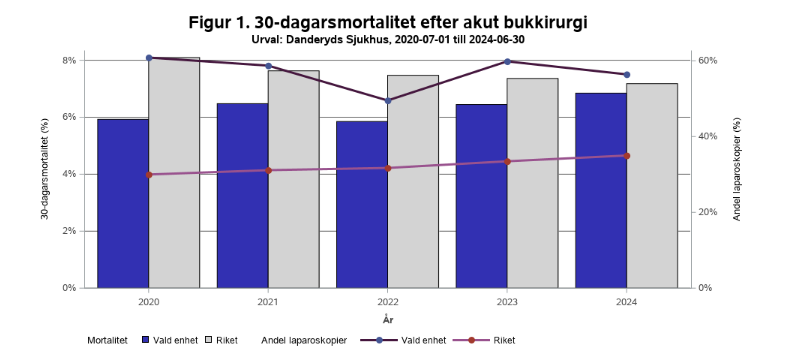 Figur 1. 30-dagarsmortalitet efter akut bukkirurgi
Urval: Danderyds Sjukhus, 2020-07-01 till 2024-06-30
8%
6%
4%
2%
0%
30-dagarsmortalitet (%)
60%
40%
20%
0%
Andel laparoskopier (%)
2020 2021 2022 2023 2024
År
Mortalitet Vald enhet Riket Andel laparoskopier Vald enhet Riket